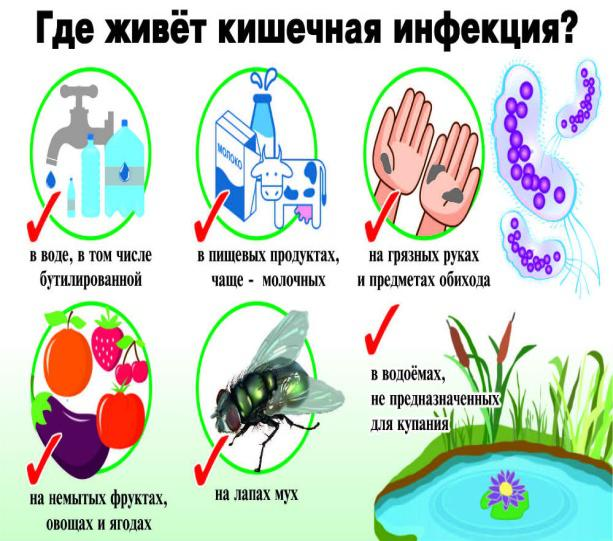 Где живёт кишечная инфекция?
МОЛОКО
в воде, в том числе
бутилированной
в пищевых продуктах,
чаще - молочных
на грязных руках
и предметах обихода
на немытых фруктах,
овощах и ягодах
на лапах мух
в водоёмах,
не предназначенных
для купания